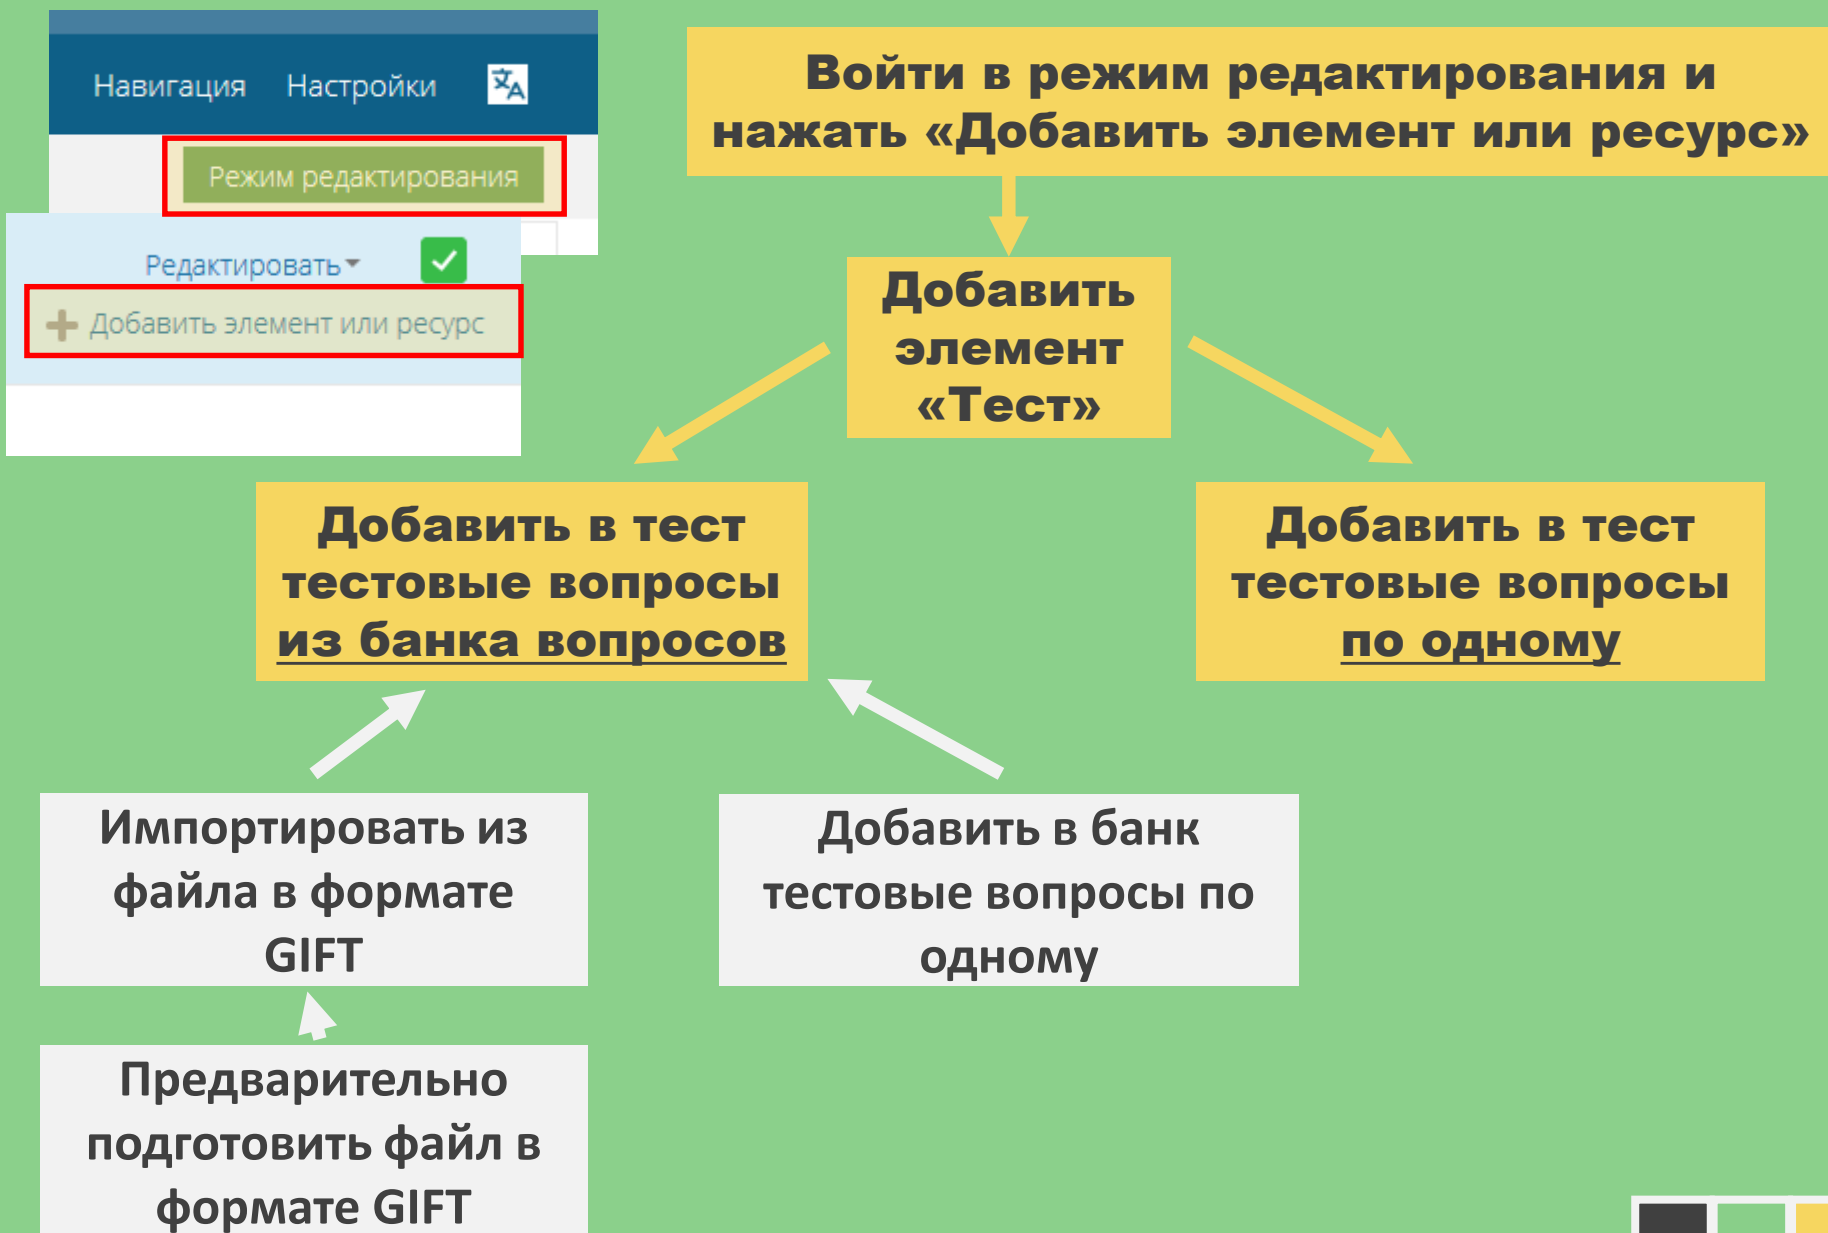 Навигация Настройки
Режим редактирования
Редактировать
Добавить элемент или ресурс
Войти в режим редактирования и
нажать «Добавить элемент или ресурс»
Добавить
элемент
«Тест»
Добавить в тест
тестовые вопросы
из банка вопросов
Добавить в тест
тестовые вопросы
по одному
Импортировать из
файла в формате
GIFT
Добавить в банк
тестовые вопросы по
одному
Предварительно
подготовить файл в
формате GIFT